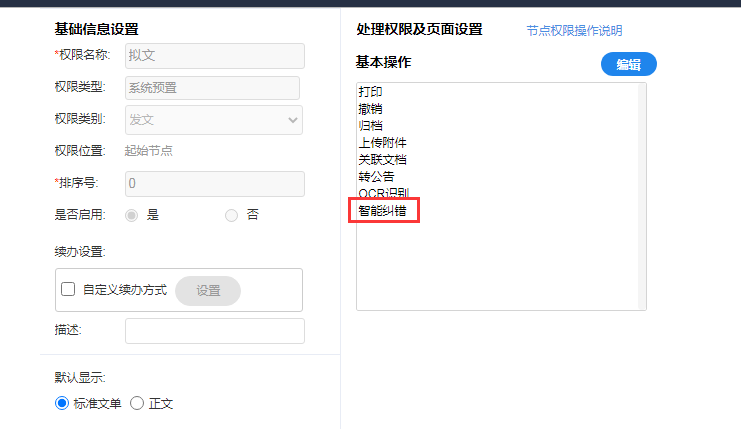 基础信息设置
*权限名称: 拟文
权限类型: 系统预置
权限类别: 发文
权限位置: 起始节点
*排序号: 0
是否启用: 是 否
续办设置:
自定义续办方式 设置
描述:
默认显示:
标准文单 正文
处理权限及页面设置 节点权限操作说明
基本操作 编辑
打印
撤销
归档
上传附件
关联文档
转公告
OCR识别
智能纠错